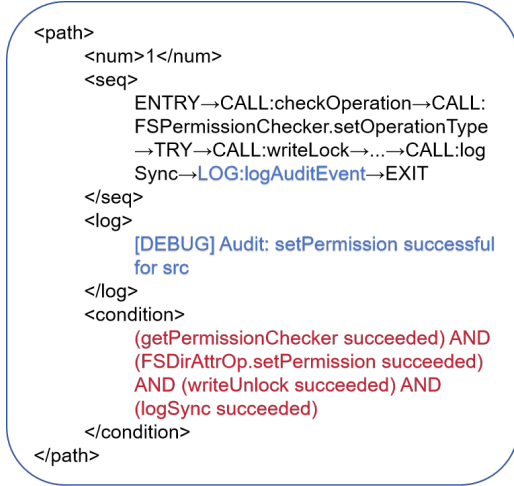 <path>
<num>1</num>
<seq>
ENTRY→CALL:checkOperation→CALL:
FSPermissionChecker.setOperationType
→TRY→CALL:writeLock→...→CALL:log
Sync→LOG:logAuditEvent→EXIT
</seq>
<log>
[DEBUG] Audit: setPermission successful
for src
</log>
<condition>
(getPermissionChecker succeeded) AND
(FSDirAttrOp.setPermission succeeded)
AND (writeUnlock succeeded) AND
(logSync succeeded)
</condition>
</path>